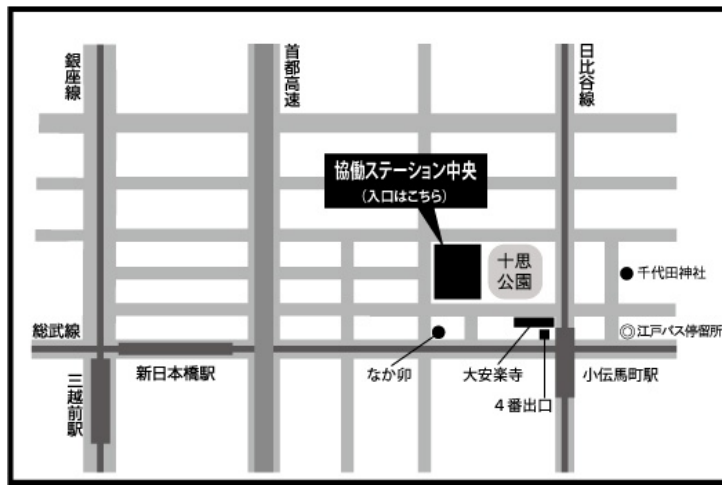 銀座線
首都高速
日比谷線
協働ステーション中央
(入口はこちら)
十思
公園
千代田神社
総武線
江戸バス停留所
新日本橋駅
なか卯
大安楽寺
小伝馬町駅
三越前駅
4番出口